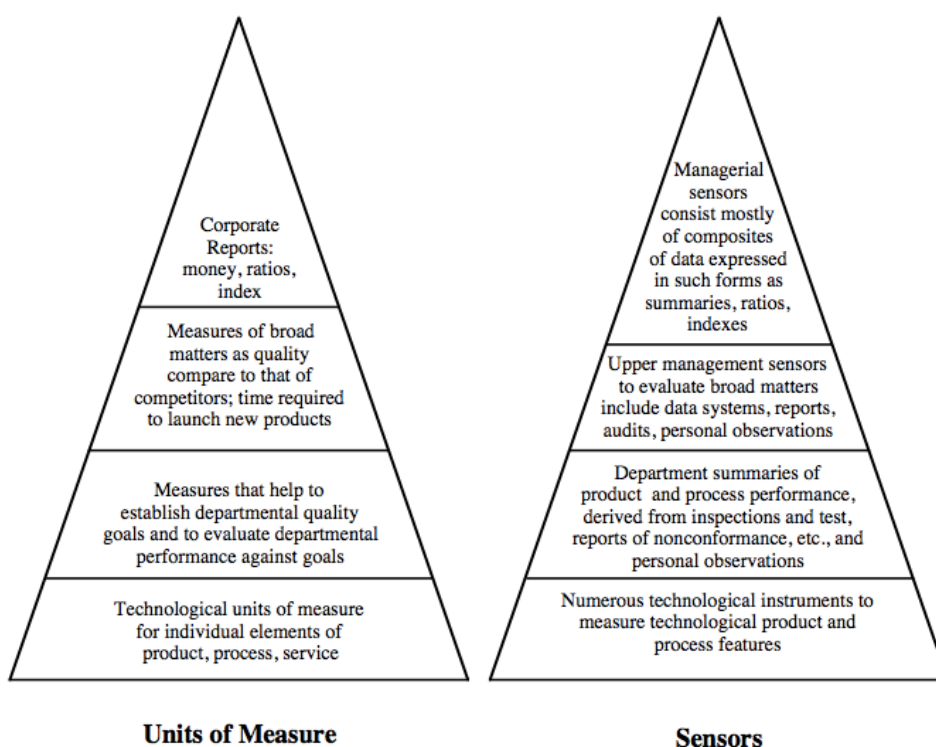 Corporate
Reports:
money, ratios,
index
Measures of broad
matters as quality
compare to that of
competitors; time required
to launch new products
Measures that help to
establish departmental quality
goals and to evaluate departmental
performance against goals
Technological units of measure
for individual elements of
product, process, service
Units of Measure
Managerial
sensors
consist mostly
of composites
of data expressed
in such forms as
summaries, ratios,
indexes
Upper management sensors
to evaluate broad matters
include data systems, reports,
audits, personal observations
Department summaries of
product and process performance,
derived from inspections and test,
reports of nonconformance, etc., and
personal observations
Numerous technological instruments to
measure technological product and
process features
Sensors